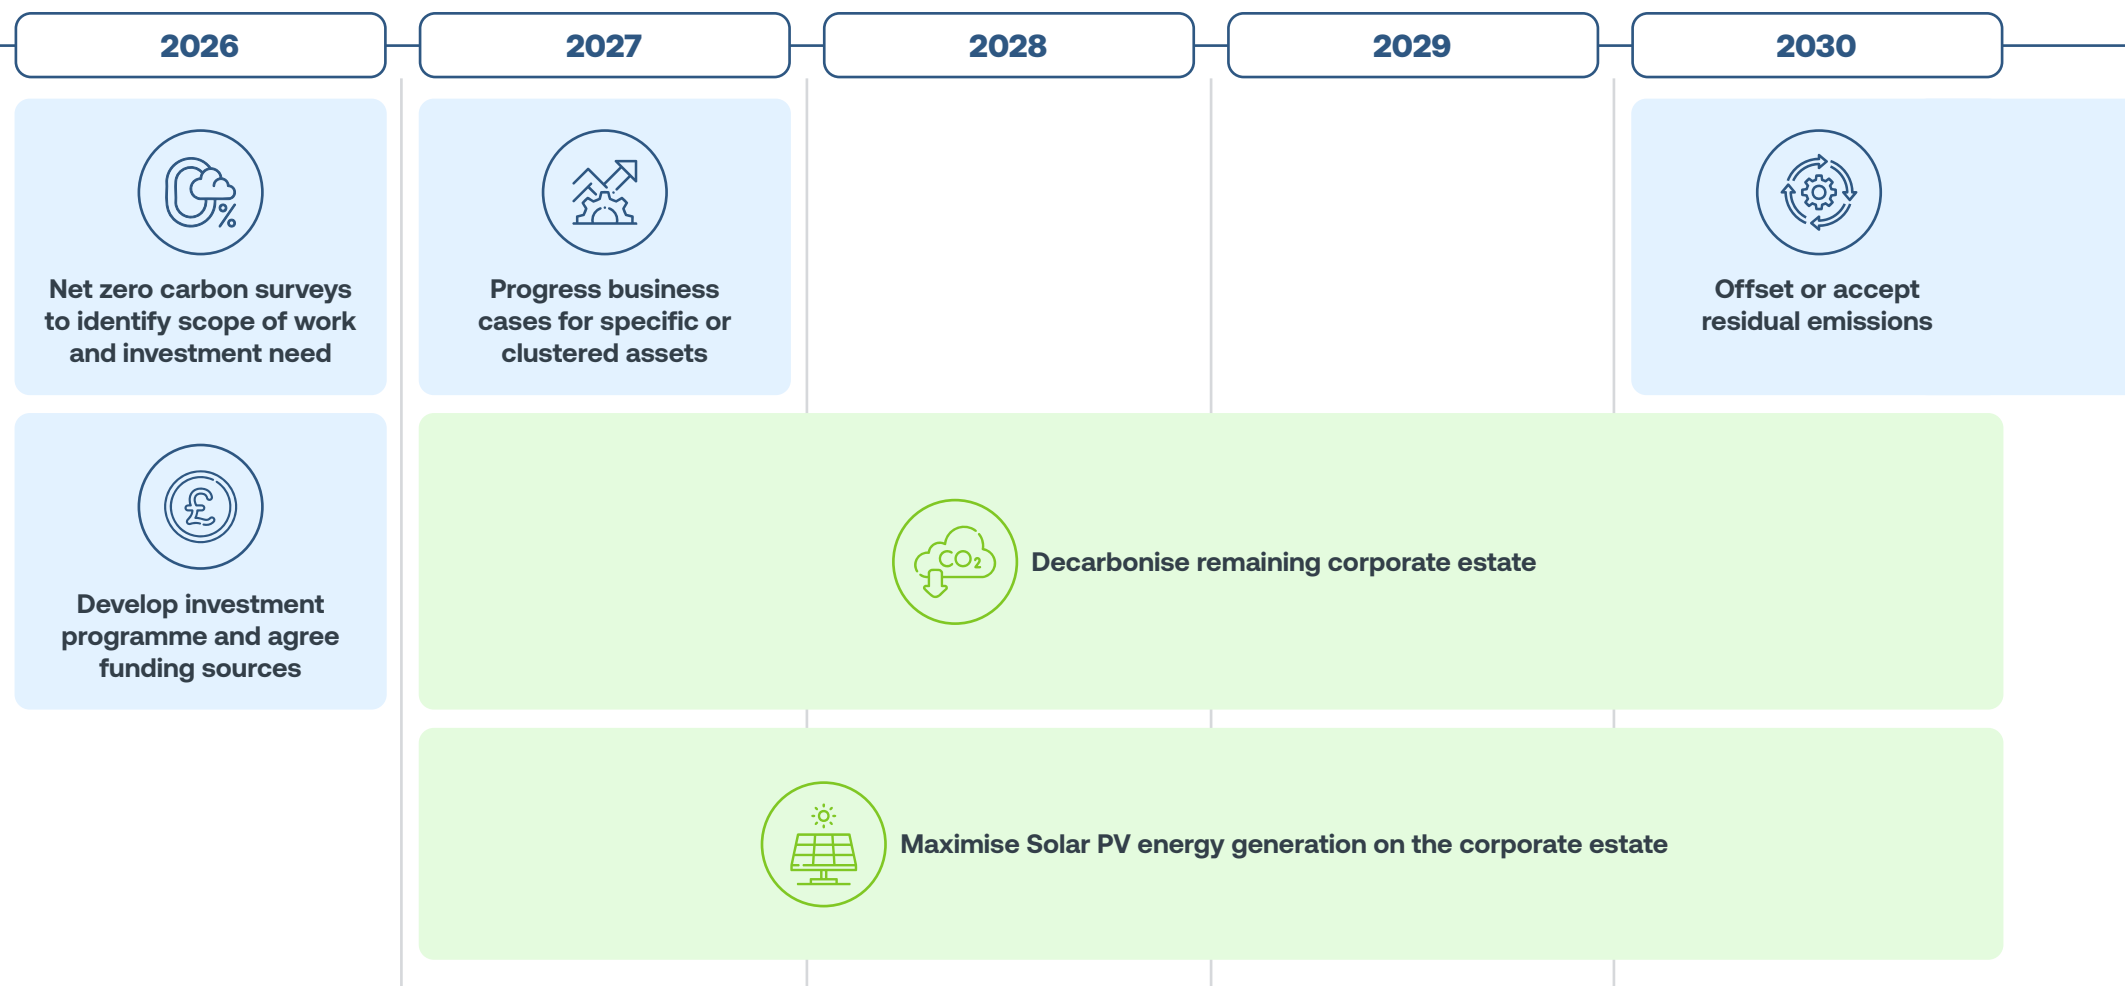 2026
2027
2028
2029
2030
Net zero carbon surveys
to identify scope of work
and investment need
Progress business
cases for specific or
clustered assets
Offset or accept
residual emissions
£
Develop investment
programme and agree
funding sources
CO2
Decarbonise remaining corporate estate
Maximise Solar PV energy generation on the corporate estate